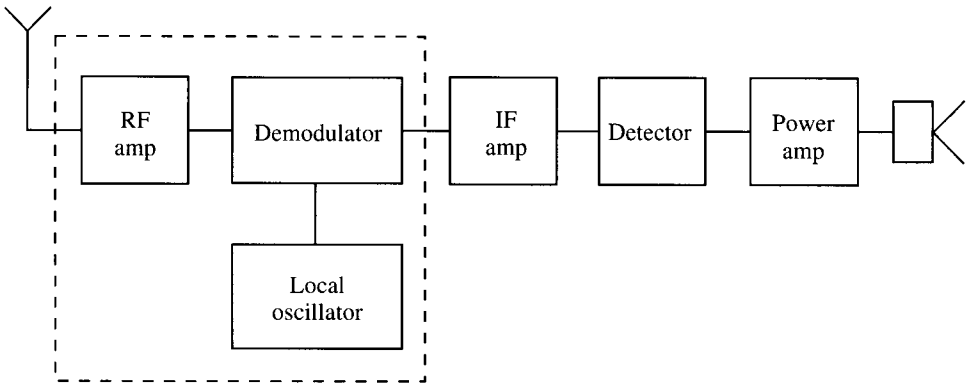 RF
amp
Demodulator
IF
amp
Detector
Power
amp
Local
oscillator